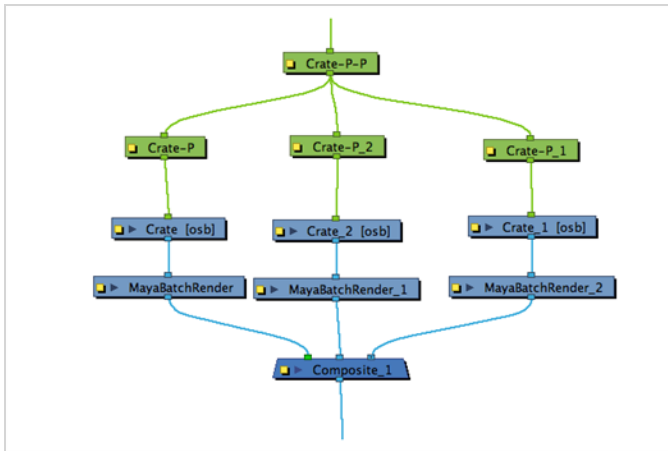 Crate-P-P
Crate-P
Crate-P_2
Crate-P_1
Crate [osb]
Crate_2 [osb]
Crate_1 [osb]
MayaBatchRender
MayaBatchRender_1
MayaBatchRender_2
Composite_1